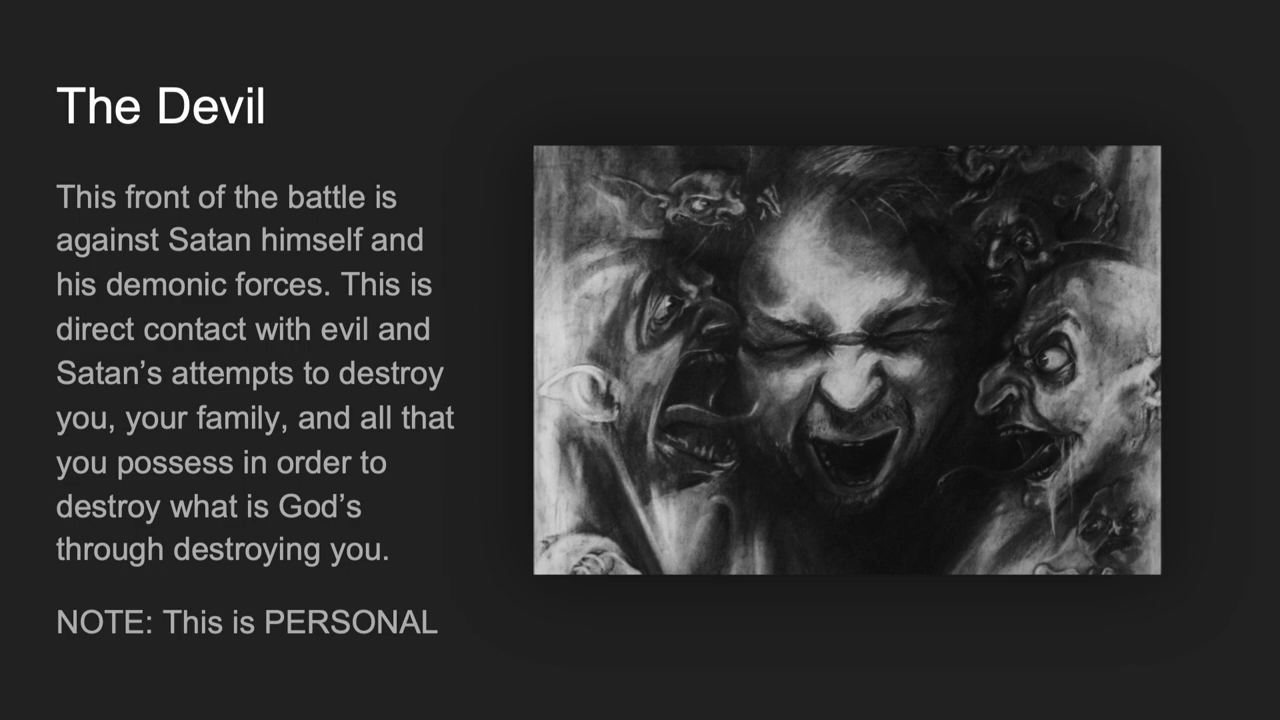 The Devil
This front of the battle is
against Satan himself and
his demonic forces. This is
direct contact with evil and
Satan’s attempts to destroy
you, your family, and all that
you possess in order to
destroy what is God’s
through destroying you.
NOTE: This is PERSONAL